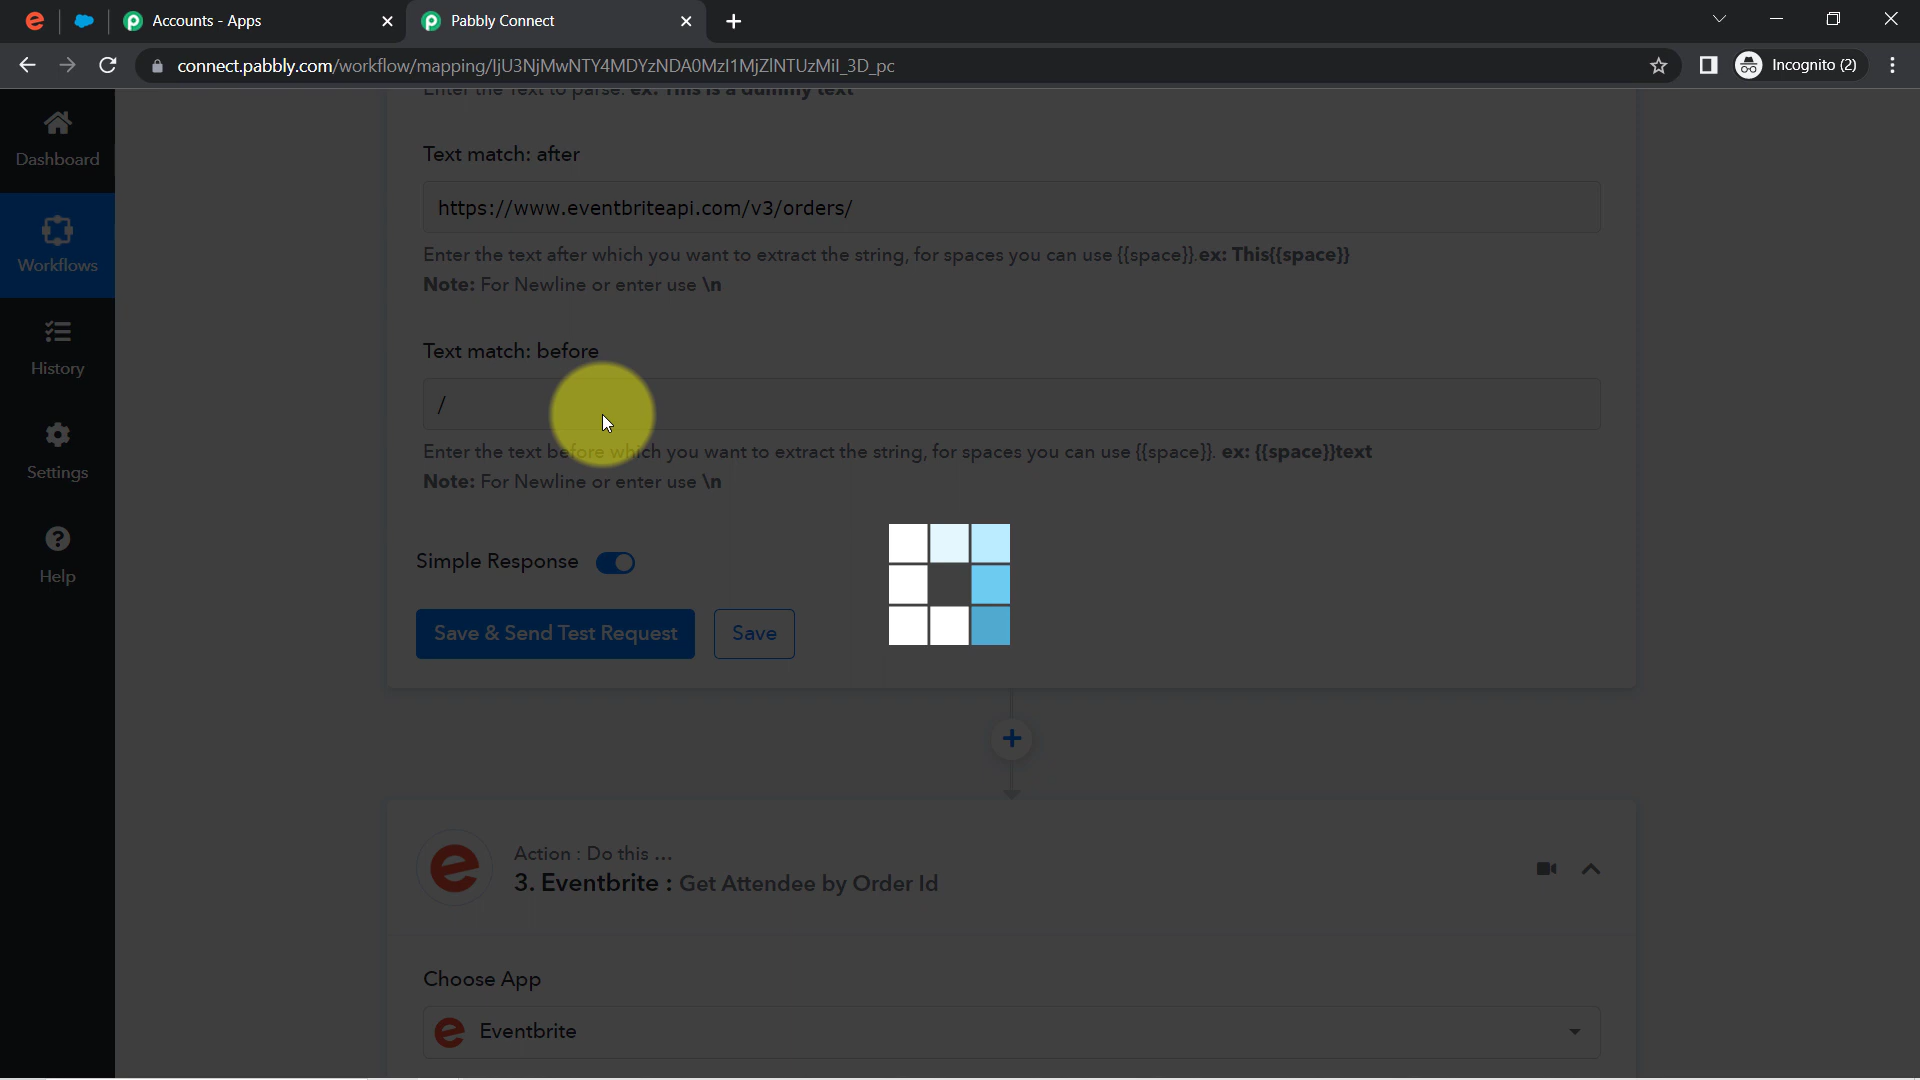 Accounts - Apps
Pabbly Connect
connect.pabbly.com/workflow/mapping/IjU3NjMwNTY4MDYzNDA0MzI1MjZlNTUzMiI_3D_pc
Incognito (2)
Enter the Text to parse. ex: This is a dummy text
Dashboard
Text match: after
https://www.eventbriteapi.com/v3/orders/
Workflows
Enter the text after which you want to extract the string, for spaces you can use {{space}}.ex: This{{space}}
Note: For Newline or enter use \n
History
Text match: before
/
Enter the text before which you want to extract the string, for spaces you can use {{space}}. ex: {{space}}text
Settings
Note: For Newline or enter use \n
Simple Response
Help
Save & Send Test Request
Save
Action : Do this ...
3. Eventbrite : Get Attendee by Order Id
Choose App
Eventbrite